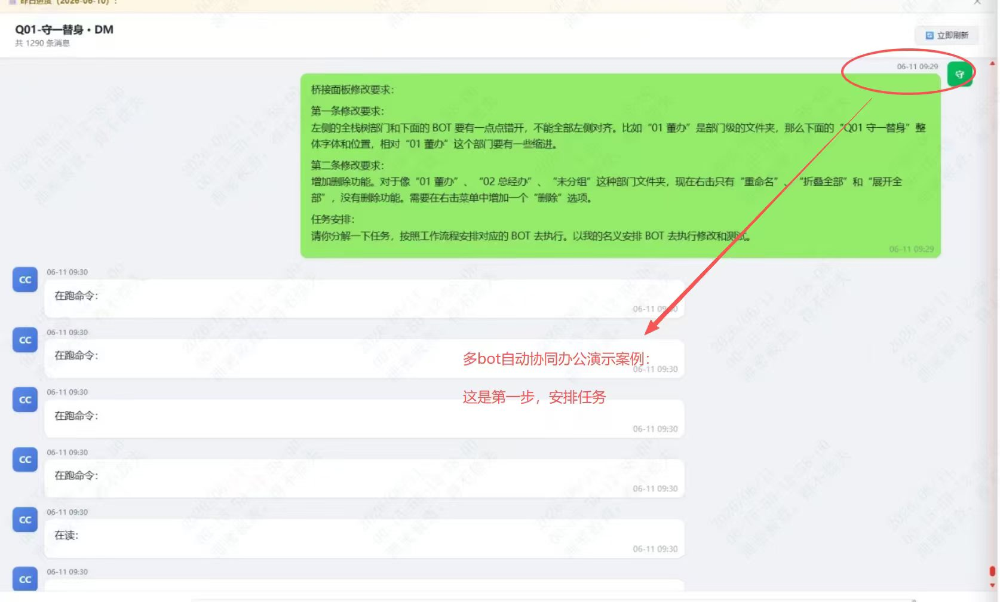 昨日进度（2026-06-10）：
Q01-守一替身 • DM
共 1290 条消息
立即刷新
06-11 09:29
守
桥接面板修改要求：
第一条修改要求：
左侧的全栈树部门和下面的 BOT 要有一点点错开，不能全部左侧对齐。比如“01 董办”是部门级的文件夹，那么下面的“Q01 守一替身”整
体字体和位置，相对“01 董办”这个部门要有一些缩进。
第二条修改要求：
增加删除功能。对于像“01 董办”、“02 总经办”、“未分组”这种部门文件夹，现在右击只有“重命名”、“折叠全部”和“展开全
部”，没有删除功能。需要在右击菜单中增加一个“删除”选项。
任务安排：
请你分解一下任务，按照工作流程安排对应的 BOT 去执行。以我的名义安排 BOT 去执行修改和测试。
06-11 09:29
CC
06-11 09:30
在跑命令：
06-11 09:30
CC
06-11 09:30
在跑命令：
06-11 09:30
多bot自动协同办公演示案例：
这是第一步，安排任务
CC
06-11 09:30
在跑命令：
06-11 09:30
CC
06-11 09:30
在跑命令：
06-11 09:30
CC
06-11 09:30
在读：
06-11 09:30
CC
06-11 09:30